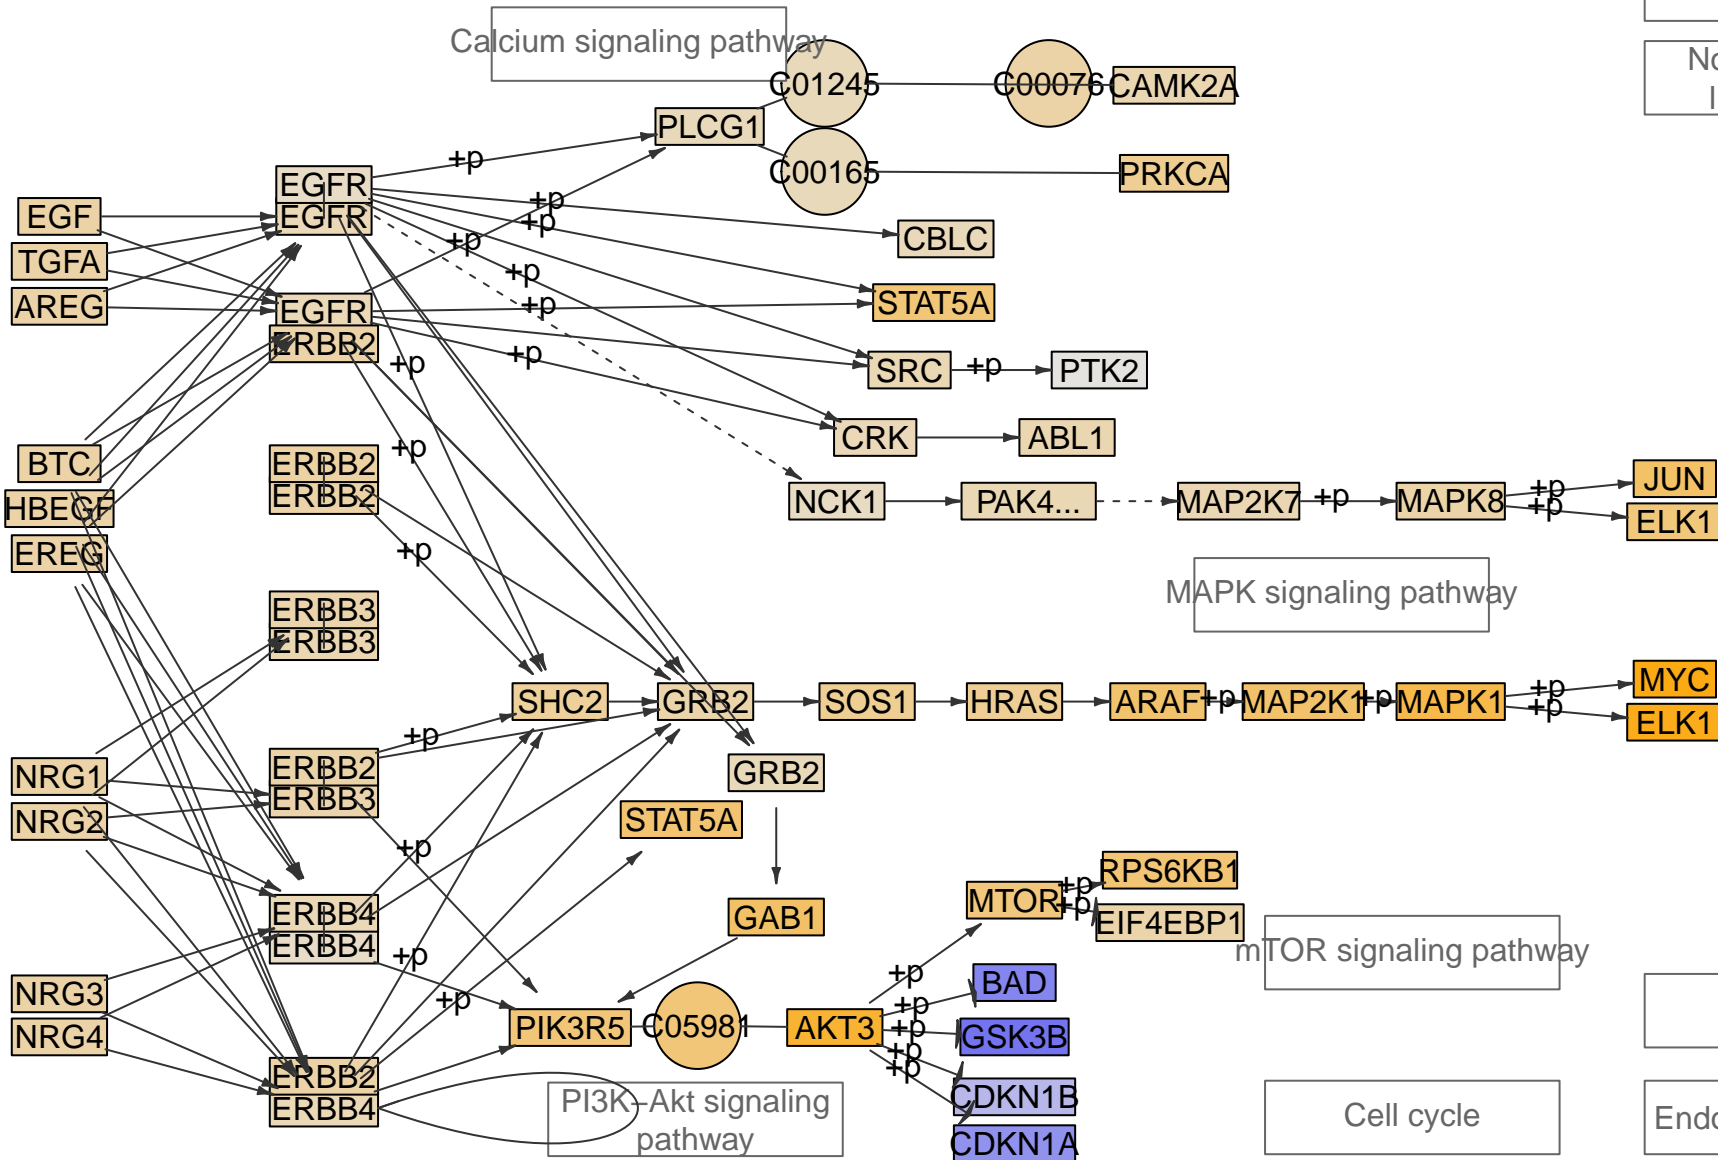 No
I
Calcium signaling pathway
C01245
C00076
CAMK2A
PLCG1
+p
C00165
PRKCA
EGFR
EGFR
EGF
+p
+p
CBLC
TGFA
+p
+p
AREG
EGFR
+p
STAT5A
ERBB2
+p
+p
SRC
+p
PTK2
CRK
ABL1
BTC
ERBB2
+p
ERBB2
HBEGF
NCK1
PAK4...
MAP2K7
+p
MAPK8
+p
+p
JUN
ELK1
EREG
+p
MAPK signaling pathway
ERBB3
ERBB3
SHC2
GRB2
SOS1
HRAS
ARAF
+p
MAP2K1
+p
MAPK1
+p
+p
MYC
ELK1
+p
NRG1
ERBB2
ERBB3
GRB2
NRG2
STAT5A
+p
RPS6KB1
+p
+p
MTOR
EIF4EBP1
ERBB4
ERBB4
GAB1
mTOR signaling pathway
+p
+p
BAD
NRG3
+p
+p
NRG4
PIK3R5
C05981
AKT3
+p
GSK3B
+p
+p
ERBB2
ERBB4
CDKN1B
PI3K−Akt signaling
pathway
CDKN1A
Cell cycle
Endo